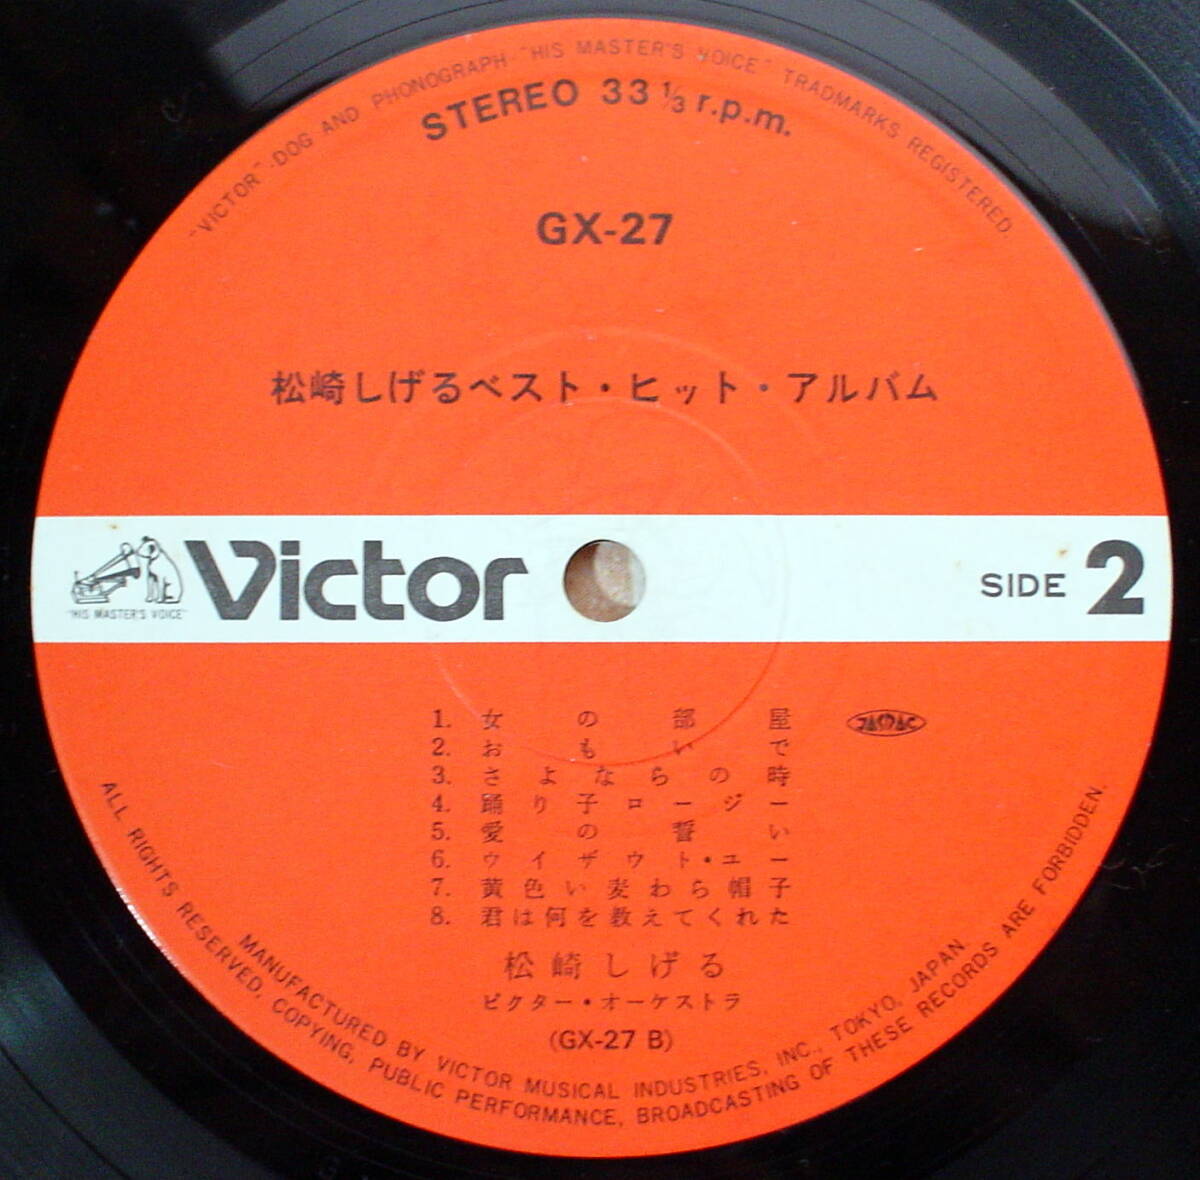 "VICTOR"-DOG AND PHONOGRAPH-"HIS MASTER'S VOICE" TRADMARKS REGISTERED.
STEREO 33 1/3 r.p.m.
GX-27
松崎しげるベスト・ヒット・アルバム
"HIS MASTER'S VOICE"
Victor
SIDE 2
1. 女の部屋
JASRAC
2. おもいで
3. さよならの時
4. 踊り子ロージー
5. 愛の誓い
6. ウイザウト・ユー
7. 黄色い麦わら帽子
8. 君は何を教えてくれた
松崎しげる
ビクター・オーケストラ
(GX-27 B)
MANUFACTURED BY VICTOR MUSICAL INDUSTRIES, INC., TOKYO, JAPAN.
ALL RIGHTS RESERVED, COPYING, PUBLIC PERFORMANCE, BROADCASTING OF THESE RECORDS ARE FORBIDDEN.